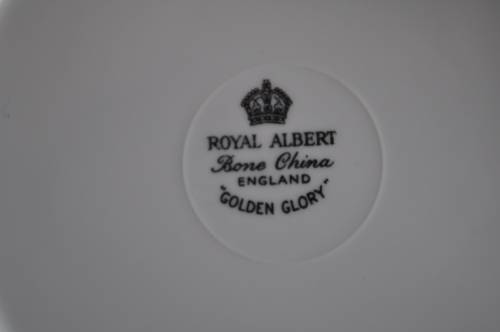 ROYAL ALBERT
Bone China
ENGLAND
"GOLDEN GLORY"